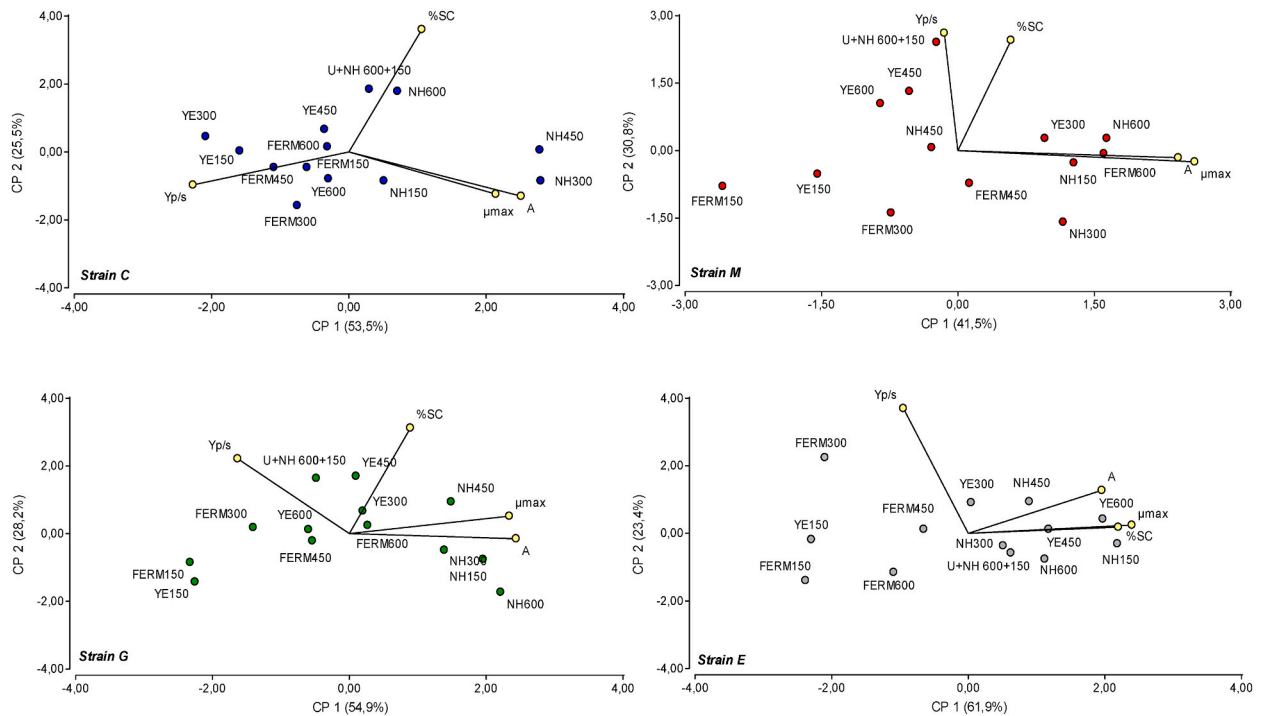 4,00
%SC
U+NH 600+150
2,00
NH600
YE300
YE450
NH450
FERM600
0,00
YE150
FERM150
NH300
FERM450
YE600
NH150
Yp/s
µmax
A
-2,00
FERM300
Strain C
-4,00
-4,00 -2,00 0,00 2,00 4,00
CP 1 (53,5%)
CP 2 (25,5%)
3,00
Yp/s
%SC
U+NH 600+150
YE450
1,50
YE600
NH450
YE300
NH600
0,00
NH150
FERM600
A
µmax
YE150
FERM150
FERM450
-1,50
FERM300
NH300
Strain M
-3,00
-3,00 -1,50 0,00 1,50 3,00
CP 1 (41,5%)
CP 2 (30,8%)
4,00
%SC
Yp/s
2,00
U+NH 600+150
YE450
NH450
FERM300
YE600
YE300
µmax
0,00
FERM450
FERM600
A
NH300
FERM150
NH150
YE150
NH600
-2,00
Strain G
-4,00
-4,00 -2,00 0,00 2,00 4,00
CP 1 (54,9%)
CP 2 (28,2%)
4,00
Yp/s
FERM300
2,00
A
YE300
NH450
YE600
FERM450
µmax
YE150
0,00
%SC
NH300
YE450
FERM150
U+NH 600+150
NH600
NH150
FERM600
-2,00
Strain E
-4,00
-4,00 -2,00 0,00 2,00 4,00
CP 1 (61,9%)
CP 2 (23,4%)